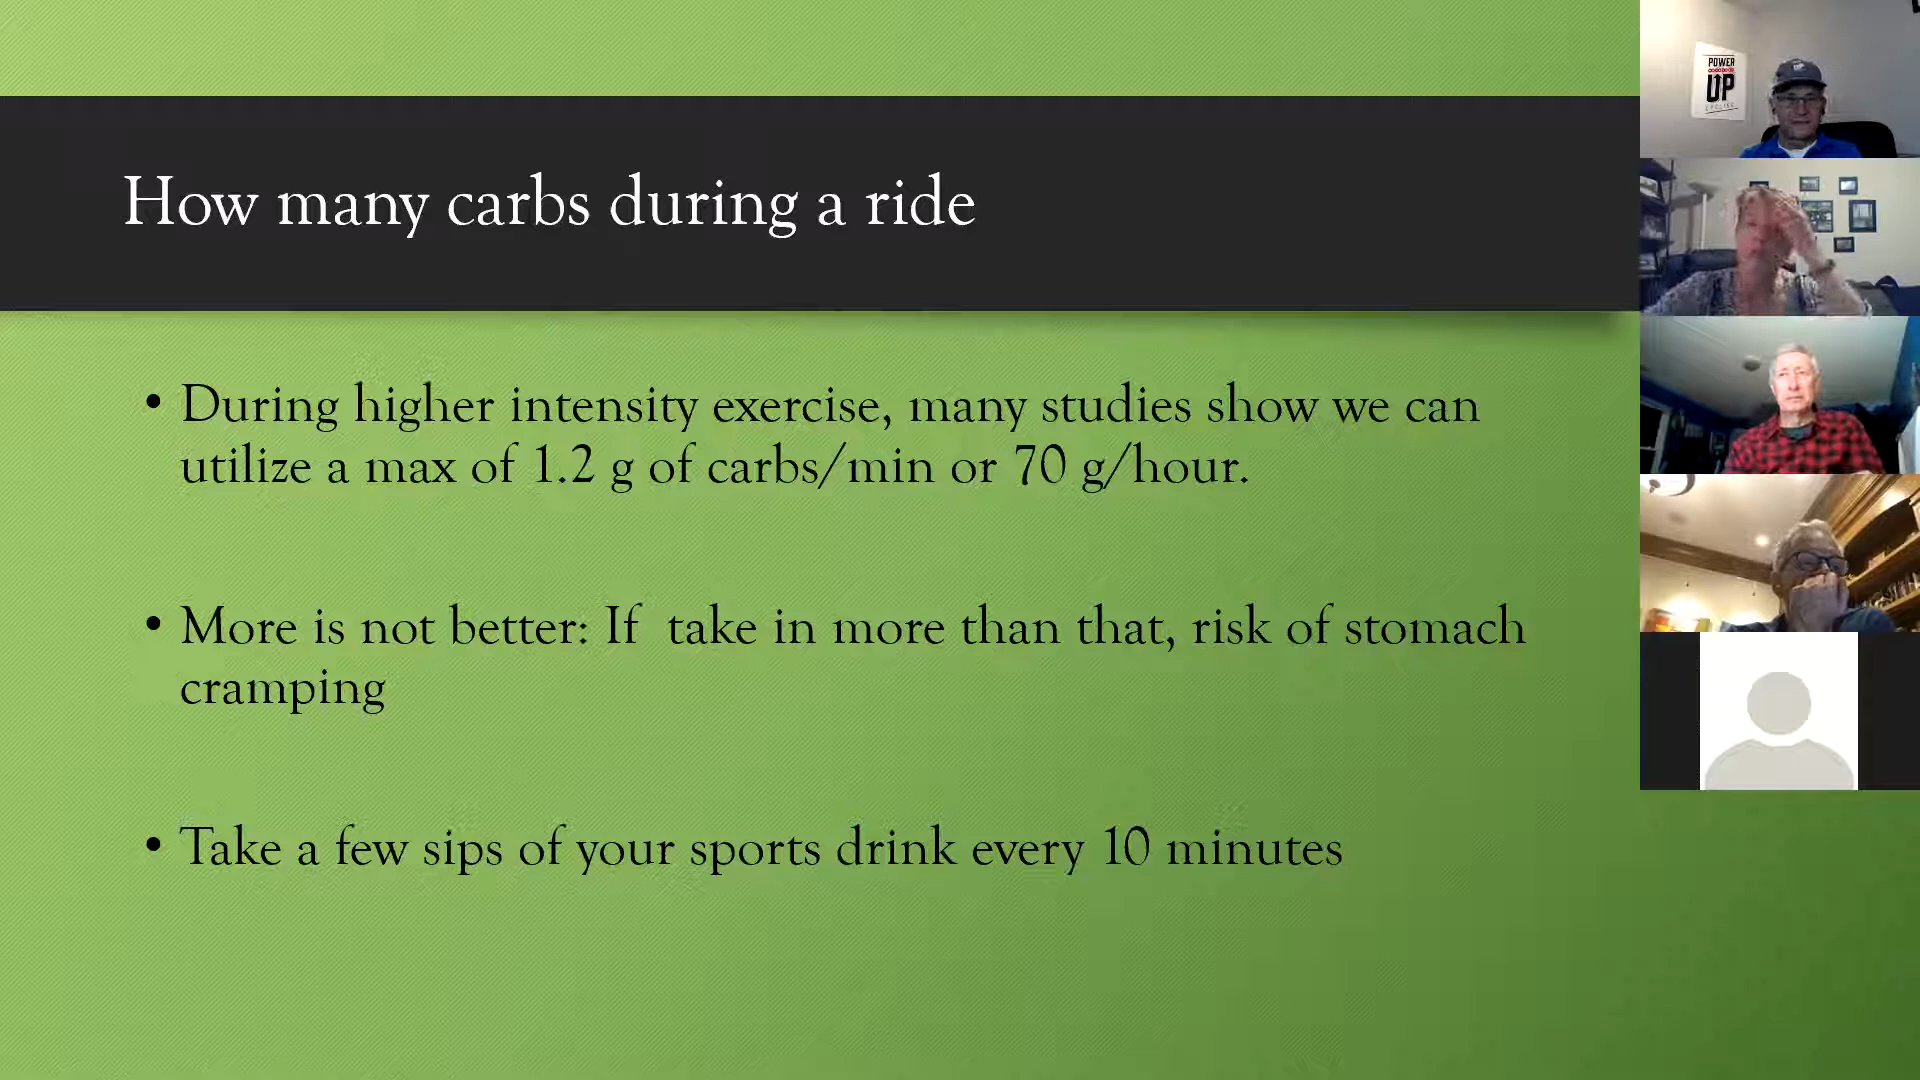 How many carbs during a ride
• During higher intensity exercise, many studies show we can
utilize a max of 1.2 g of carbs/min or 70 g/hour.
• More is not better: If  take in more than that, risk of stomach
cramping
• Take a few sips of your sports drink every 10 minutes
POWER
UP